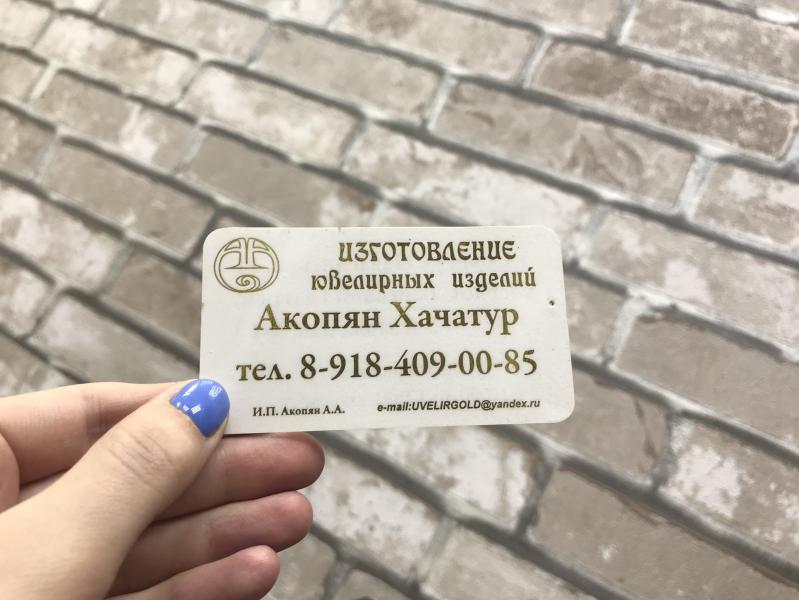 ИЗГОТОВЛЕНИЕ
ювелирных изделий
Акопян Хачатур
тел. 8-918-409-00-85
И.П. Акопян А.А.
e-mail:UVELIRGOLD@yandex.ru